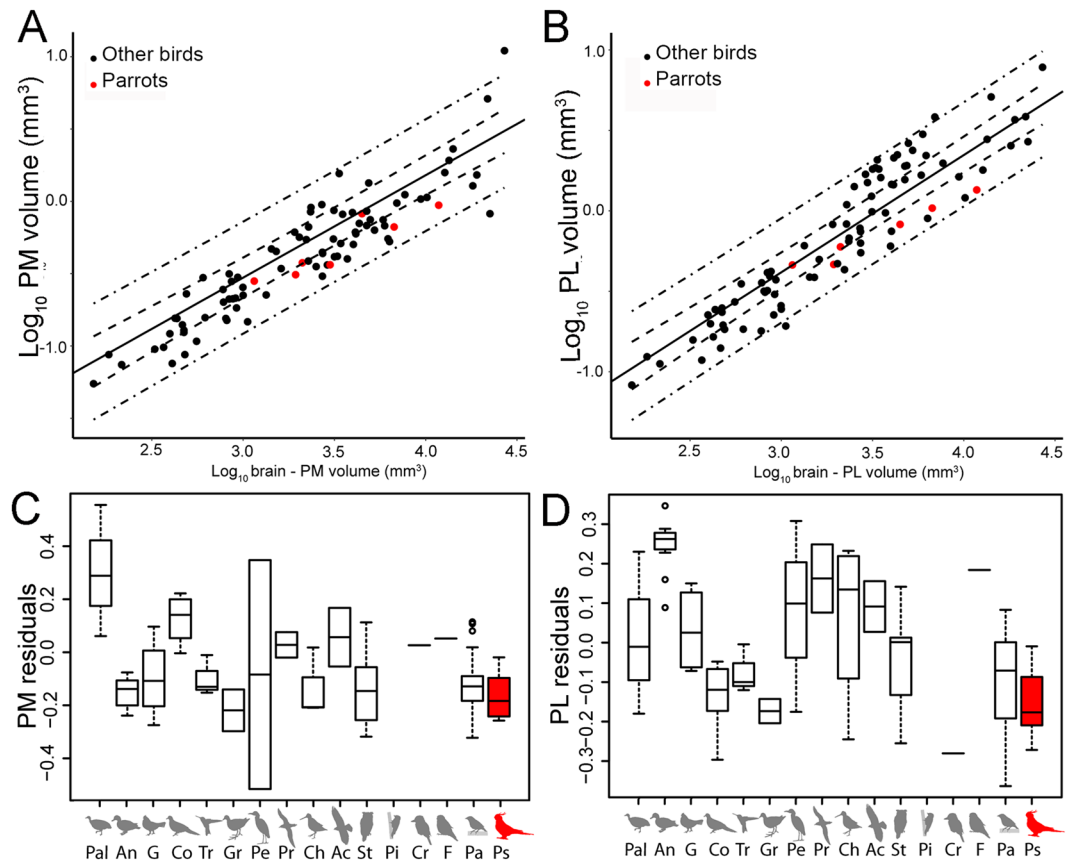 A
Other birds
Parrots
Log10 PM volume (mm3)
1.0
0.0
-1.0
2.5 3.0 3.5 4.0 4.5
Log10 brain - PM volume (mm3)
B
Other birds
Parrots
Log10 PL volume (mm3)
1.0
0.0
-1.0
2.5 3.0 3.5 4.0 4.5
Log10 brain - PL volume (mm3)
C
PM residuals
0.4
0.2
0.0
−0.2
−0.4
Pal An G Co Tr Gr Pe Pr Ch Ac St Pi Cr F Pa Ps
D
PL residuals
0.3
0.2
0.1
0.0
−0.1
−0.2
−0.3
Pal An G Co Tr Gr Pe Pr Ch Ac St Pi Cr F Pa Ps